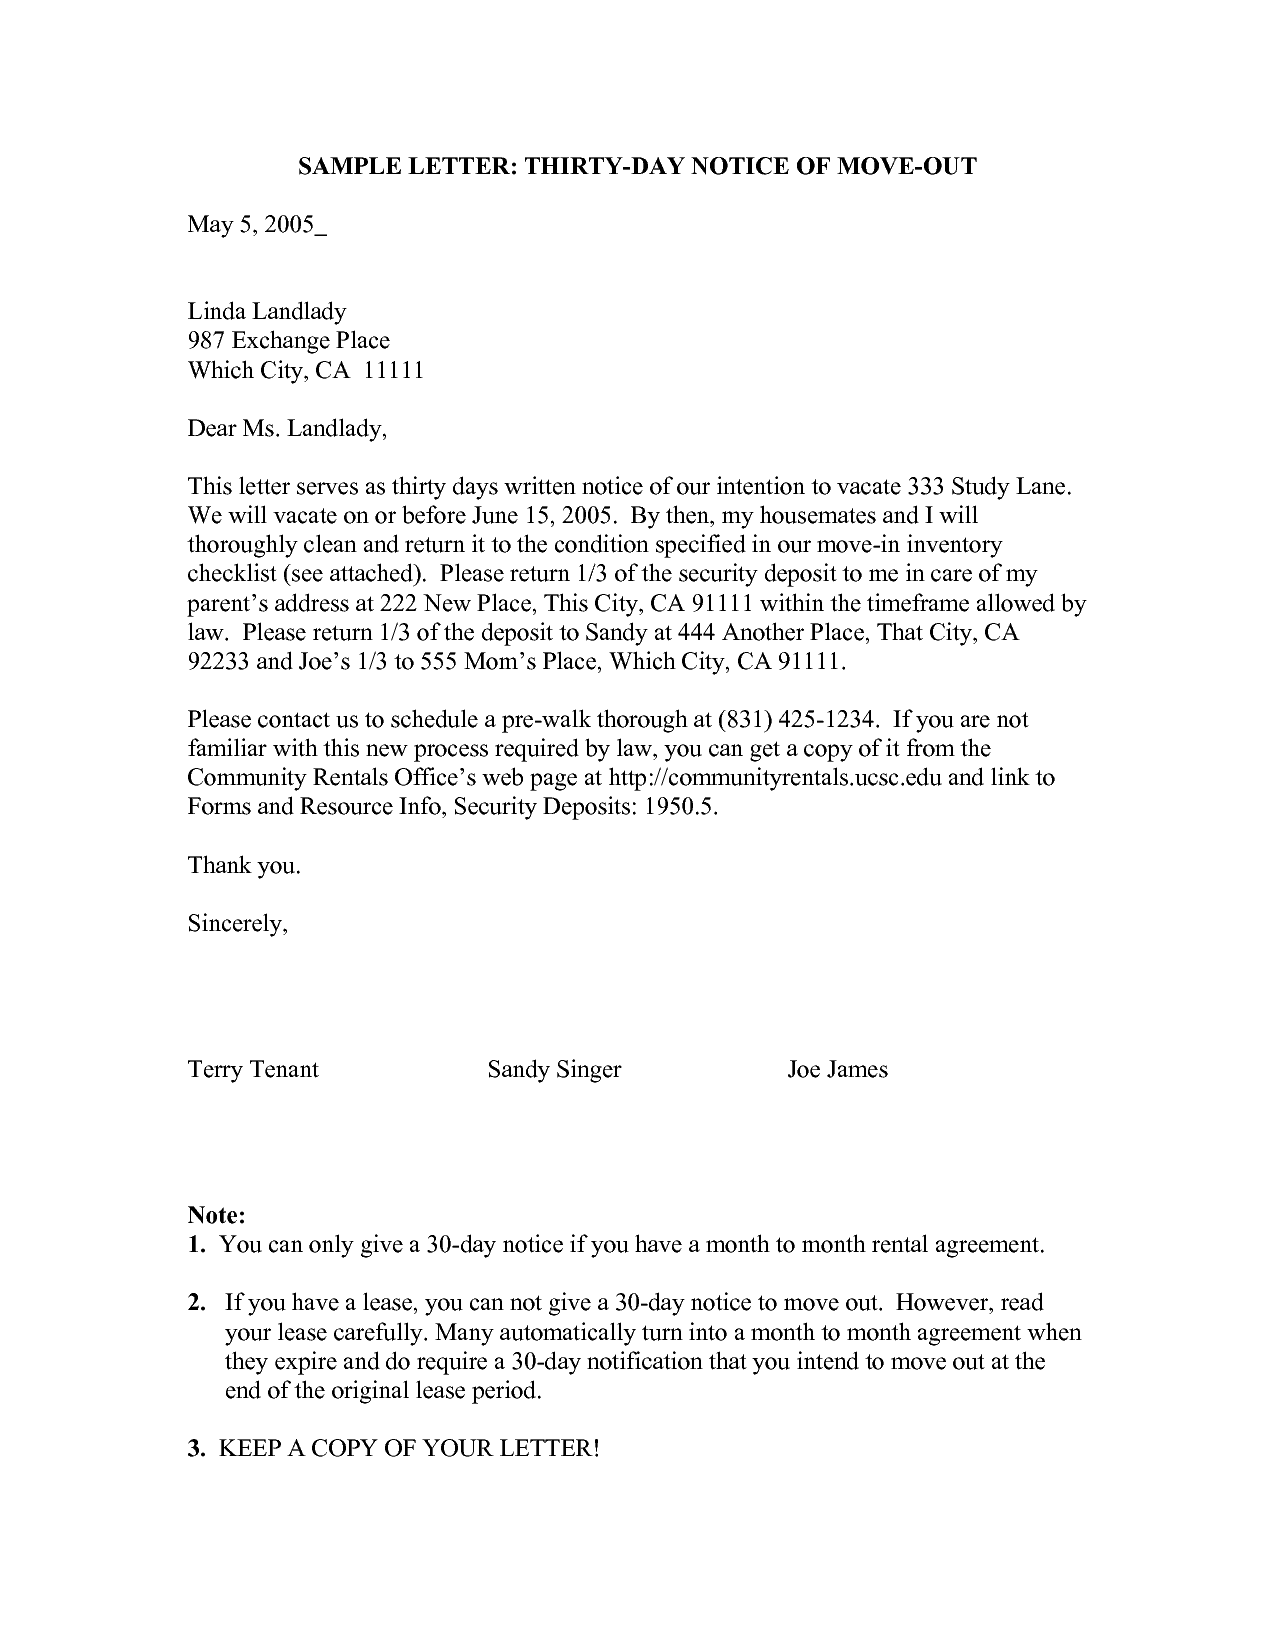 SAMPLE LETTER: THIRTY-DAY NOTICE OF MOVE-OUT
May 5, 2005_
Linda Landlady
987 Exchange Place
Which City, CA  11111
Dear Ms. Landlady,
This letter serves as thirty days written notice of our intention to vacate 333 Study Lane.
We will vacate on or before June 15, 2005.  By then, my housemates and I will
thoroughly clean and return it to the condition specified in our move-in inventory
checklist (see attached).  Please return 1/3 of the security deposit to me in care of my
parent’s address at 222 New Place, This City, CA 91111 within the timeframe allowed by
law.  Please return 1/3 of the deposit to Sandy at 444 Another Place, That City, CA
92233 and Joe’s 1/3 to 555 Mom’s Place, Which City, CA 91111.
Please contact us to schedule a pre-walk thorough at (831) 425-1234.  If you are not
familiar with this new process required by law, you can get a copy of it from the
Community Rentals Office’s web page at http://communityrentals.ucsc.edu and link to
Forms and Resource Info, Security Deposits: 1950.5.
Thank you.
Sincerely,
Terry Tenant Sandy Singer Joe James
Note:
1.  You can only give a 30-day notice if you have a month to month rental agreement.
2.  If you have a lease, you can not give a 30-day notice to move out.  However, read
your lease carefully. Many automatically turn into a month to month agreement when
they expire and do require a 30-day notification that you intend to move out at the
end of the original lease period.
3.  KEEP A COPY OF YOUR LETTER!